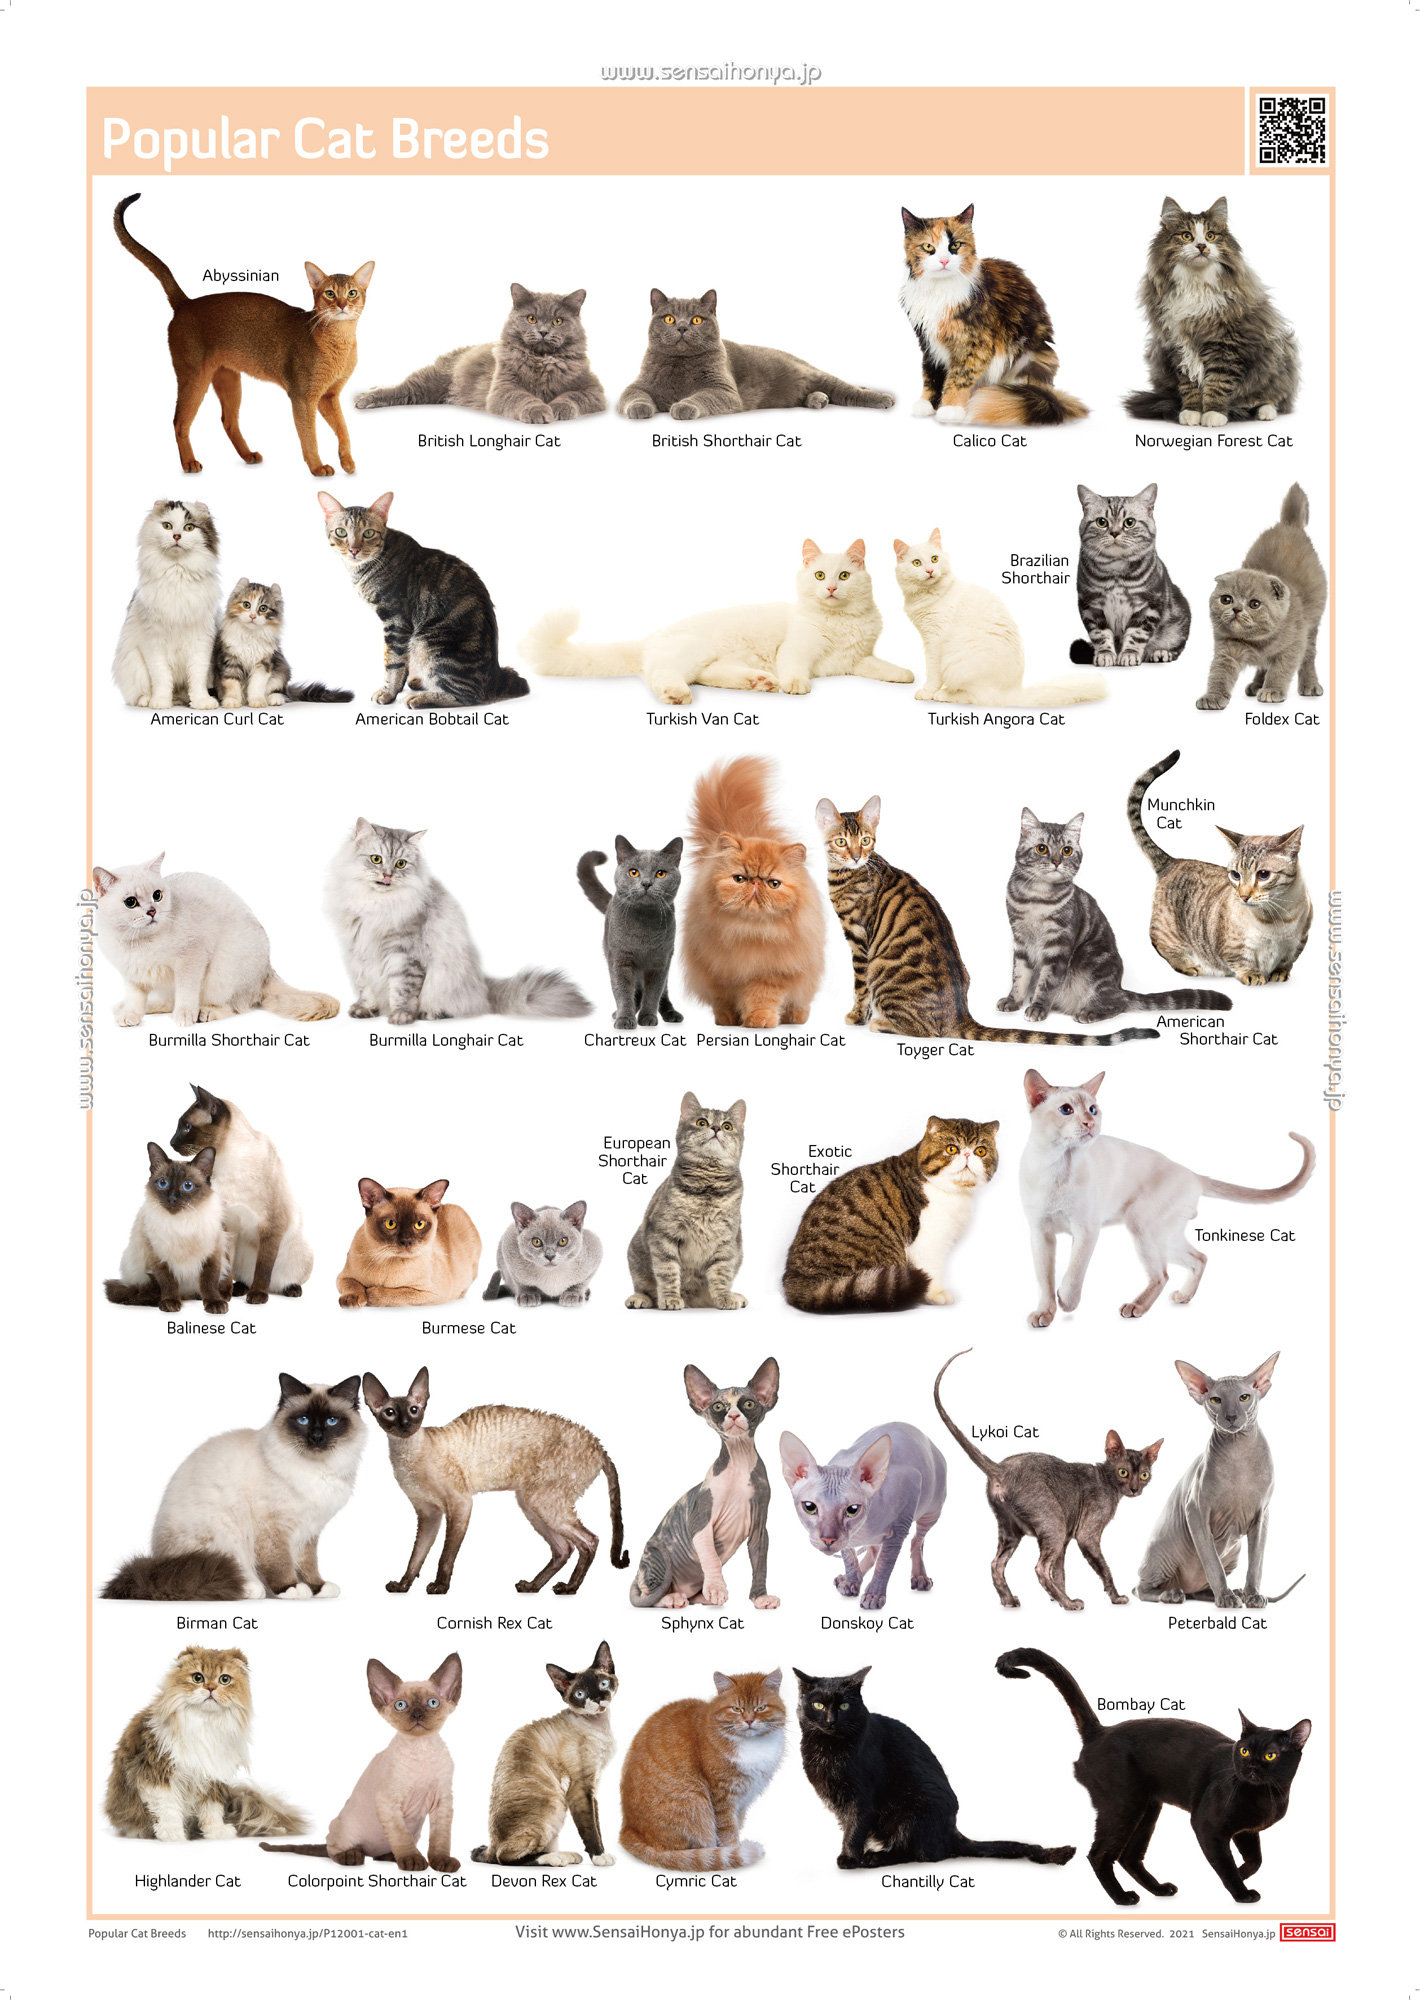 www.sensaihonya.jp
Popular Cat Breeds
Abyssinian
British Longhair Cat
British Shorthair Cat
Calico Cat
Norwegian Forest Cat
Brazilian
Shorthair
American Curl Cat
American Bobtail Cat
Turkish Van Cat
Turkish Angora Cat
Foldex Cat
Munchkin
Cat
Burmilla Shorthair Cat
Burmilla Longhair Cat
Chartreux Cat
Persian Longhair Cat
Toyger Cat
American
Shorthair Cat
www.sensaihonya.jp
www.sensaihonya.jp
European
Shorthair
Cat
Exotic
Shorthair
Cat
Tonkinese Cat
Balinese Cat
Burmese Cat
Lykoi Cat
Birman Cat
Cornish Rex Cat
Sphynx Cat
Donskoy Cat
Peterbald Cat
Bombay Cat
Highlander Cat
Colorpoint Shorthair Cat
Devon Rex Cat
Cymric Cat
Chantilly Cat
Popular Cat Breeds
http://sensaihonya.jp/P12001-cat-en1
Visit www.SensaiHonya.jp for abundant Free ePosters
© All Rights Reserved. 2021 SensaiHonya.jp
sensai